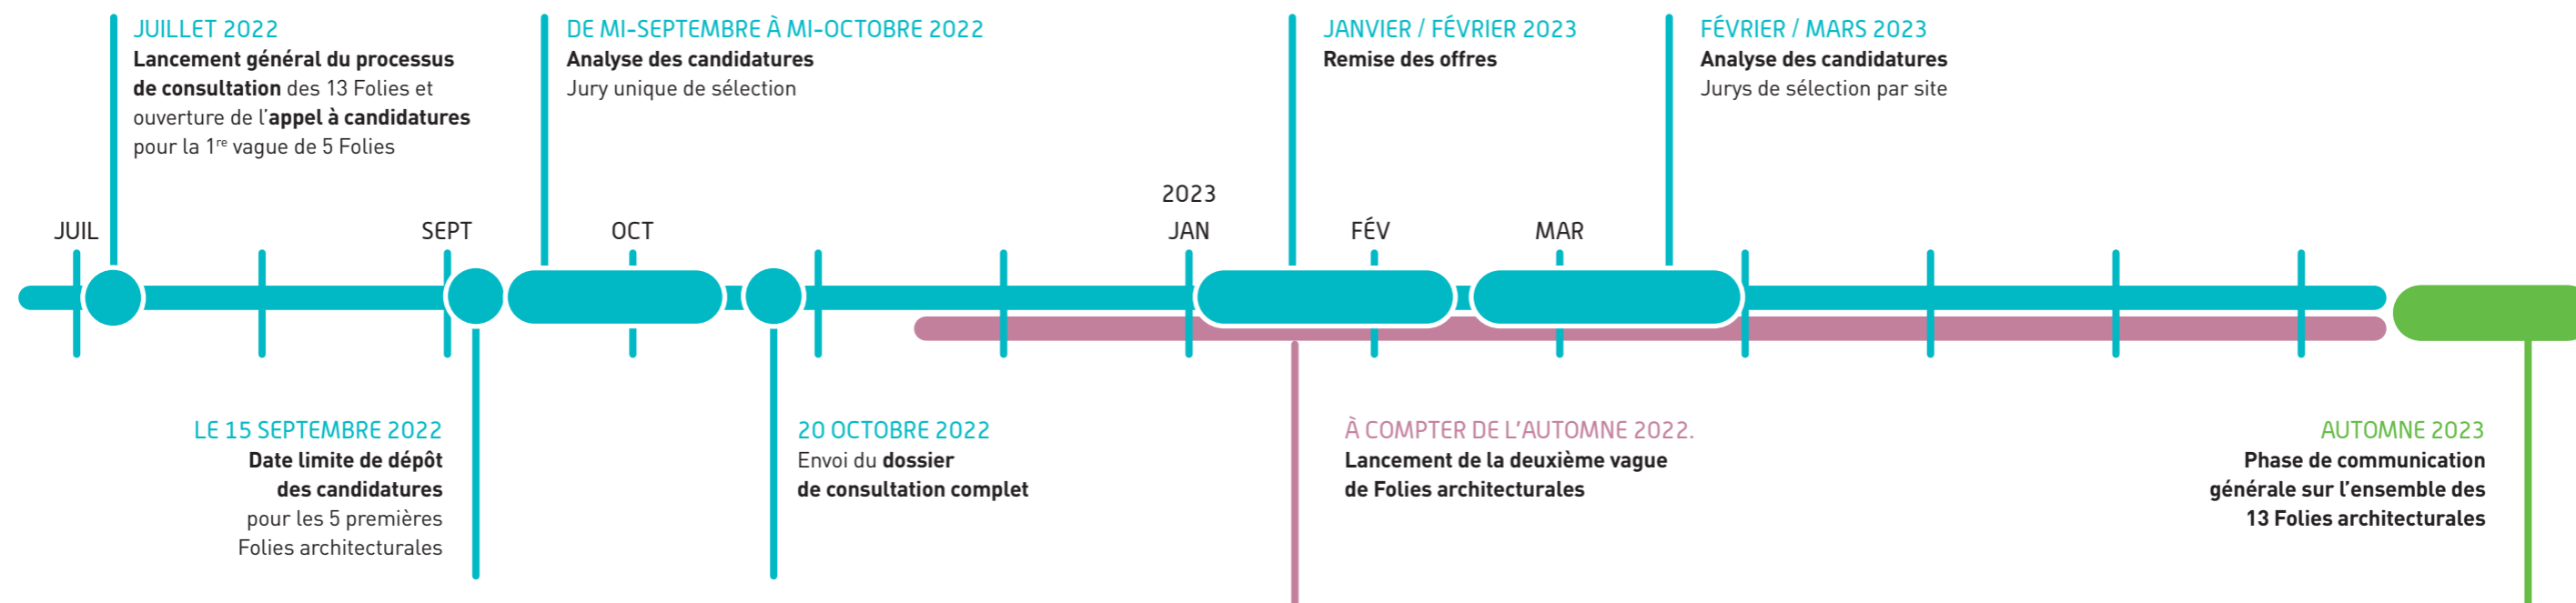 JUILLET 2022
Lancement général du processus
de consultation des 13 Folies et
ouverture de l’appel à candidatures
pour la 1re vague de 5 Folies
DE MI-SEPTEMBRE À MI-OCTOBRE 2022
Analyse des candidatures
Jury unique de sélection
JANVIER / FÉVRIER 2023
Remise des offres
FÉVRIER / MARS 2023
Analyse des candidatures
Jurys de sélection par site
JUIL
SEPT
OCT
2023
JAN
FÉV
MAR
LE 15 SEPTEMBRE 2022
Date limite de dépôt
des candidatures
pour les 5 premières
Folies architecturales
20 OCTOBRE 2022
Envoi du dossier
de consultation complet
À COMPTER DE L’AUTOMNE 2022.
Lancement de la deuxième vague
de Folies architecturales
AUTOMNE 2023
Phase de communication
générale sur l’ensemble des
13 Folies architecturales